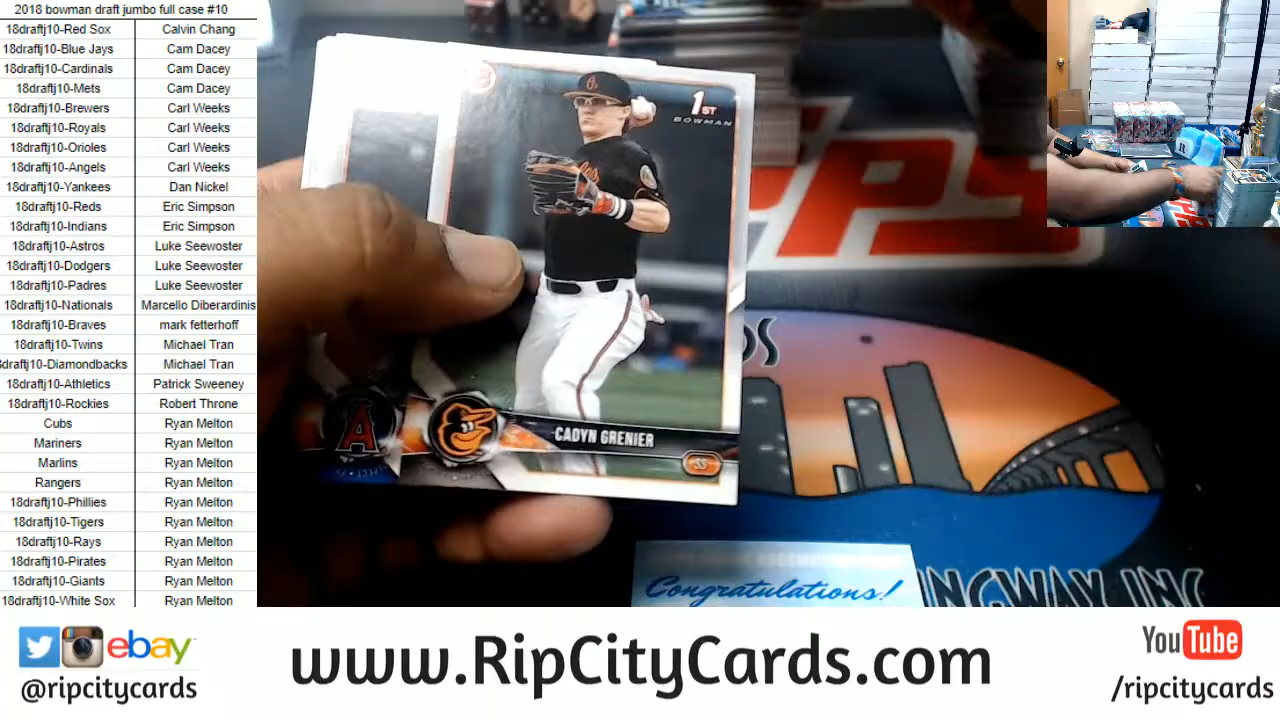 2018 bowman draft jumbo full case #10
18draftj10-Red Sox Calvin Chang
18draftj10-Blue Jays Cam Dacey
18draftj10-Cardinals Cam Dacey
18draftj10-Mets Cam Dacey
18draftj10-Brewers Carl Weeks
18draftj10-Royals Carl Weeks
18draftj10-Orioles Carl Weeks
18draftj10-Angels Carl Weeks
18draftj10-Yankees Dan Nickel
18draftj10-Reds Eric Simpson
18draftj10-Indians Eric Simpson
18draftj10-Astros Luke Seewoster
18draftj10-Dodgers Luke Seewoster
18draftj10-Padres Luke Seewoster
18draftj10-Nationals Marcello Diberardinis
18draftj10-Braves mark fetterhoff
18draftj10-Twins Michael Tran
8draftj10-Diamondbacks Michael Tran
18draftj10-Athletics Patrick Sweeney
18draftj10-Rockies Robert Throne
Cubs Ryan Melton
Mariners Ryan Melton
Marlins Ryan Melton
Rangers Ryan Melton
18draftj10-Phillies Ryan Melton
18draftj10-Tigers Ryan Melton
18draftj10-Rays Ryan Melton
18draftj10-Pirates Ryan Melton
18draftj10-Giants Ryan Melton
18draftj10-White Sox Ryan Melton
1ST
BOWMAN
CADYN GRENIER
SS
Congratulations!
INGWAY, INC
ebay
@ripcitycards
www.RipCityCards.com
YouTube
/ripcitycards